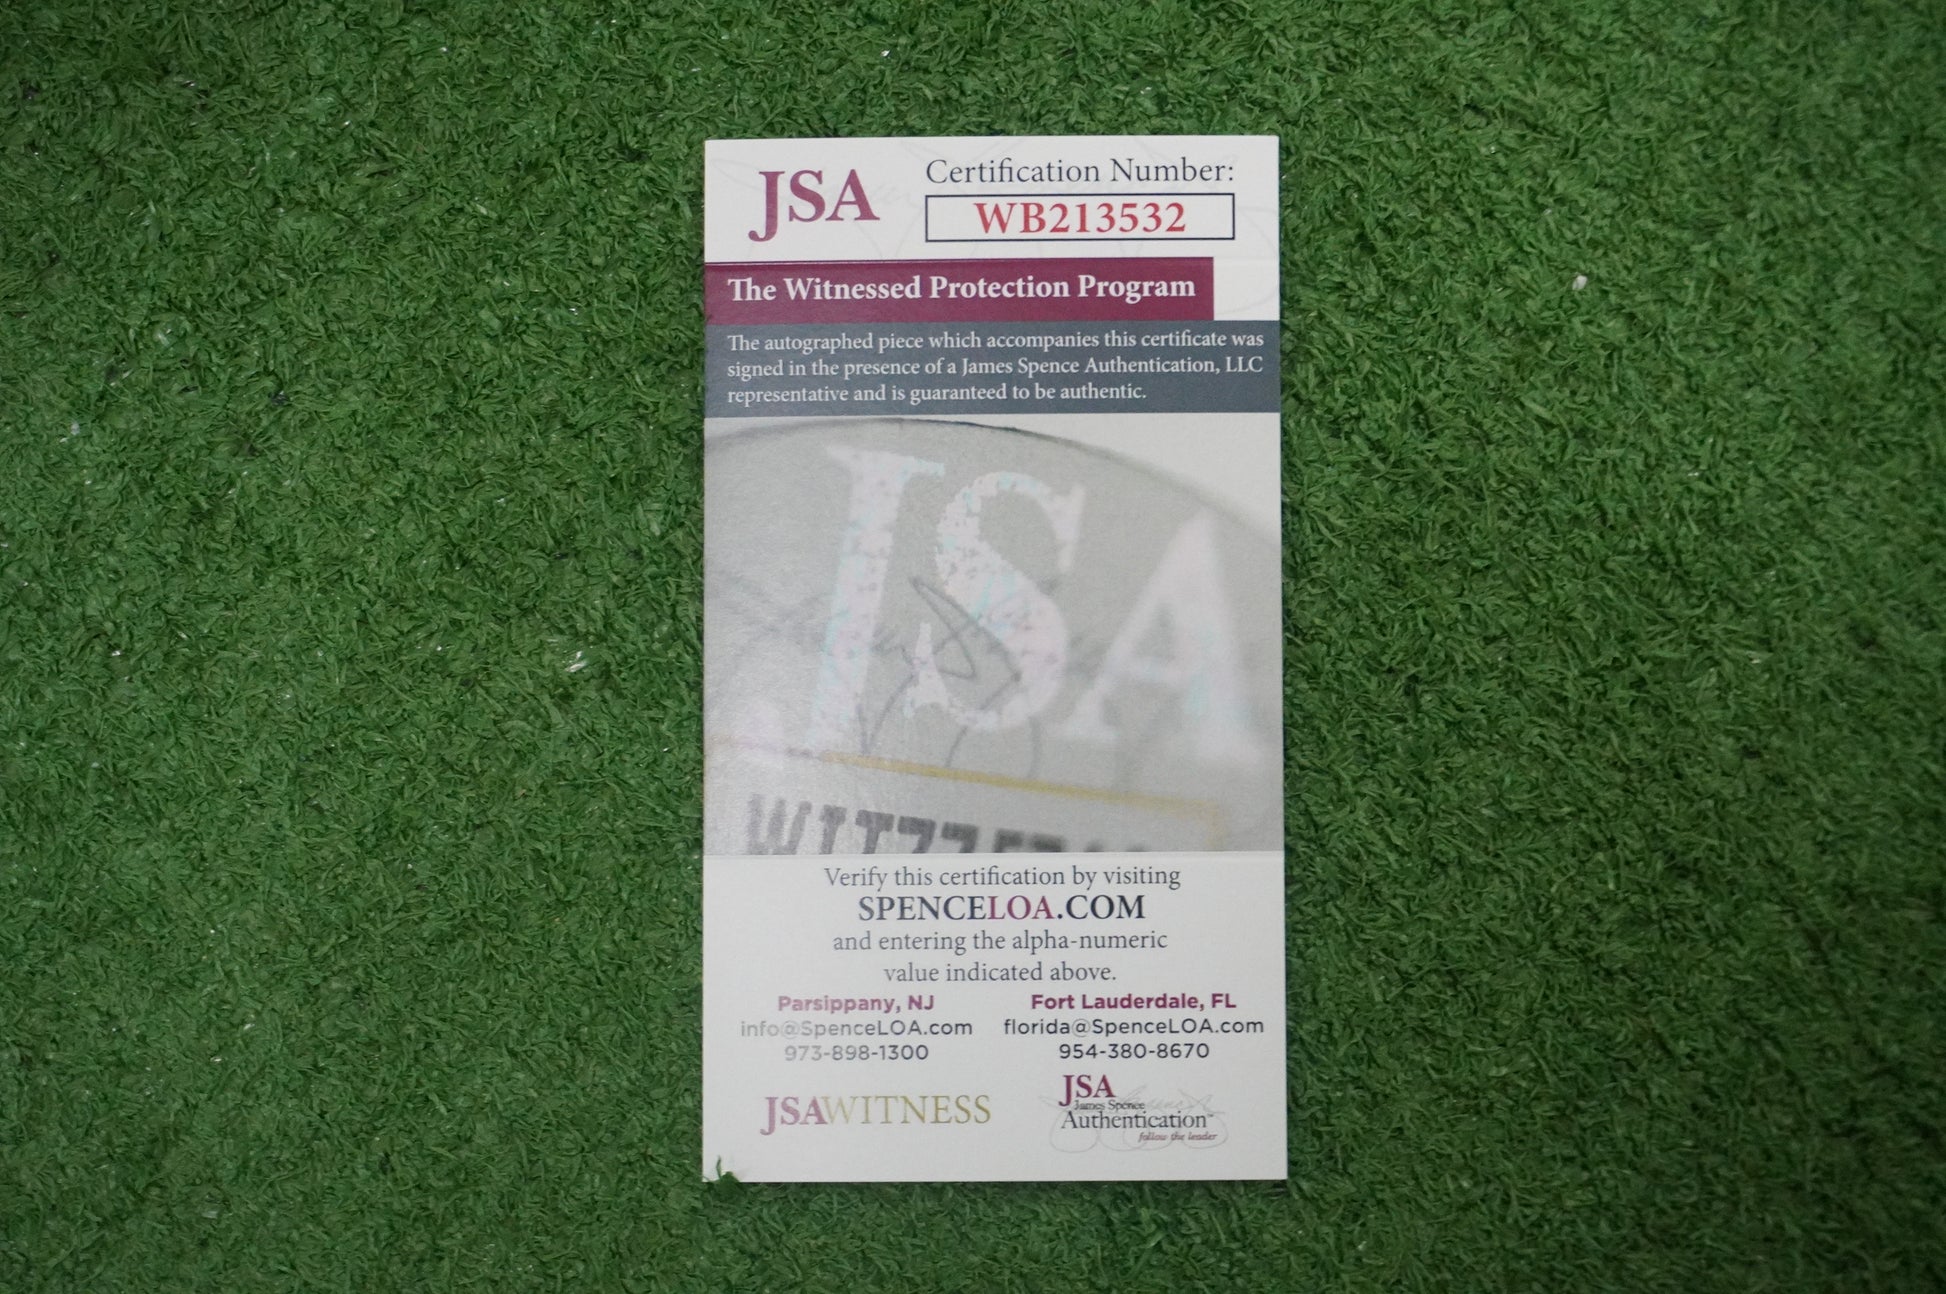 JSA
Certification Number:
WB213532
The Witnessed Protection Program
The autographed piece which accompanies this certificate was
signed in the presence of a James Spence Authentication, LLC
representative and is guaranteed to be authentic.
JSA
Verify this certification by visiting
SPENCELOA.COM
and entering the alpha-numeric
value indicated above.
Parsippany, NJ
info@SpenceLOA.com
973-898-1300
Fort Lauderdale, FL
florida@SpenceLOA.com
954-380-8670
JSAWITNESS
JSA
James Spence
Authentication™
follow the leader